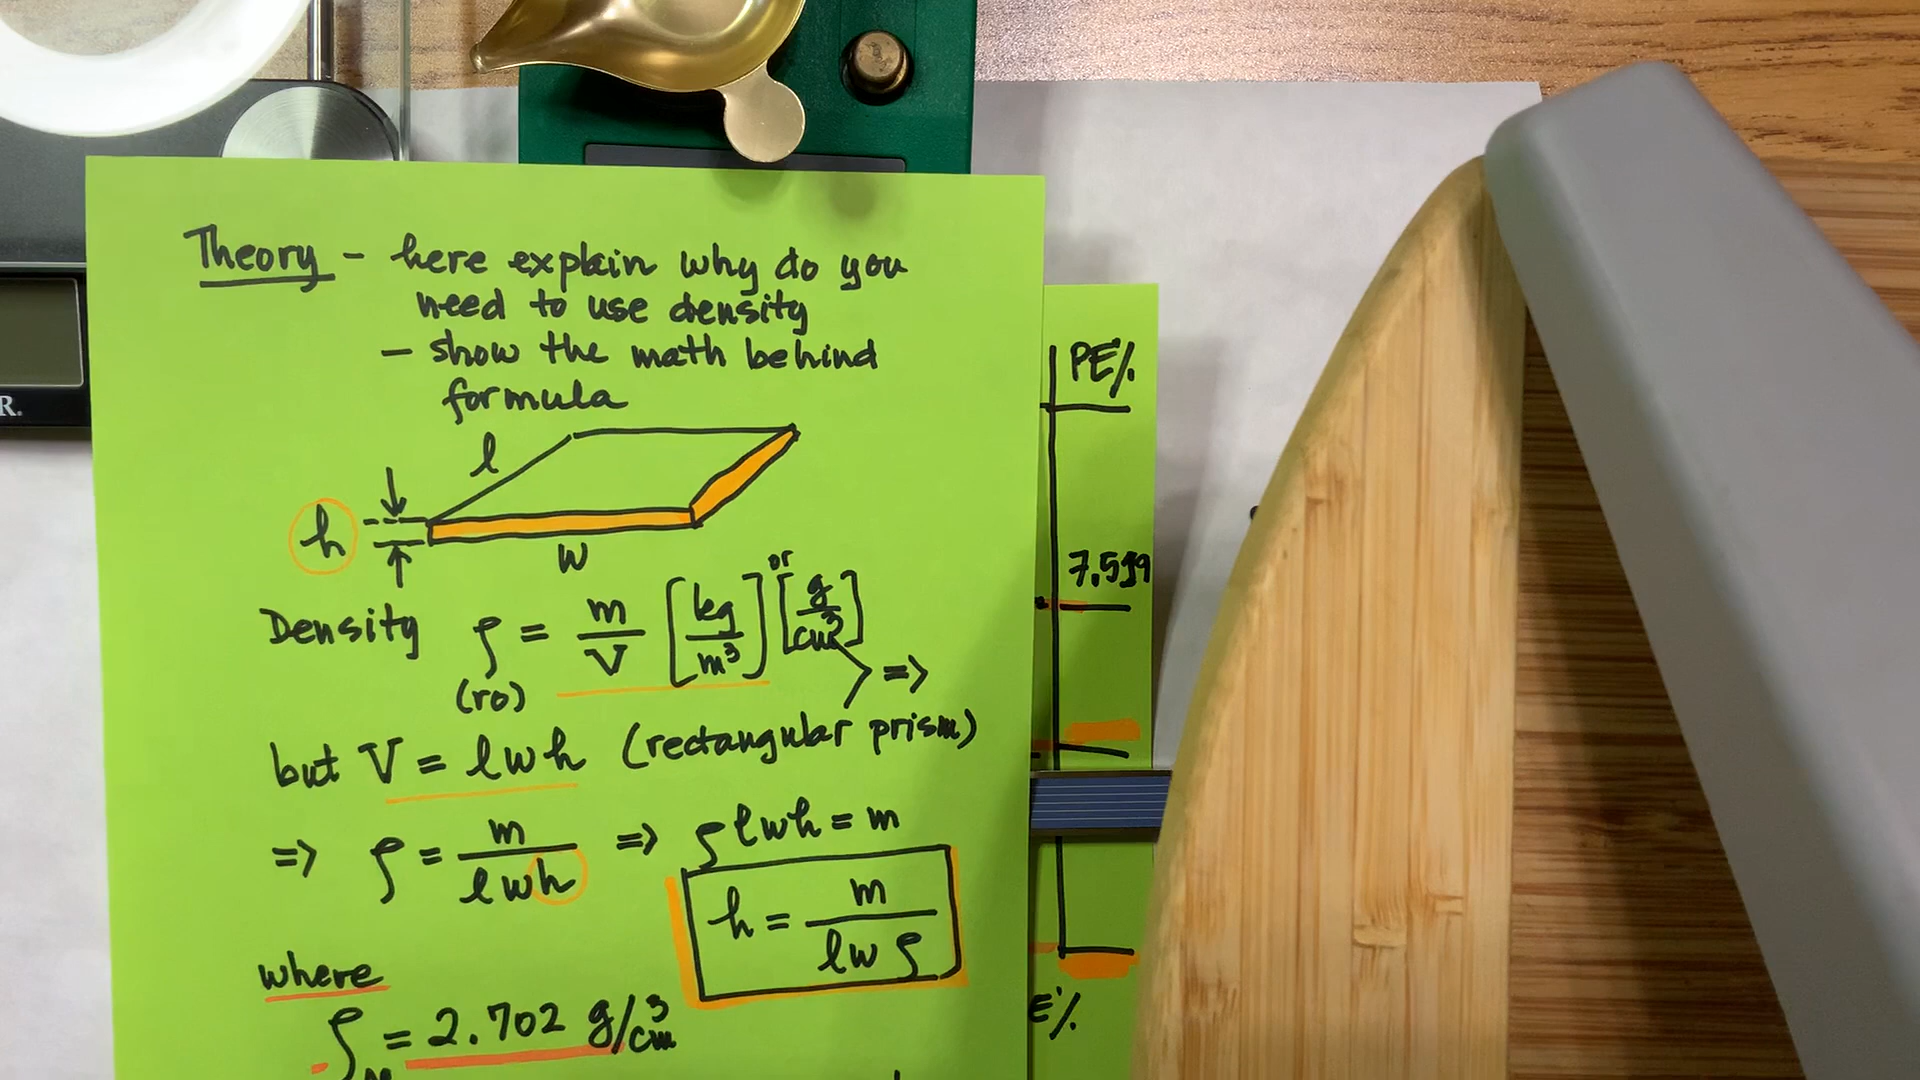 Theory - here explain why do you
need to use density
- show the math behind
formula
l
h
w
Density ρ = m/V [kg/m³] or [g/cm³]
(ro)
=>
but V = lwh (rectangular prism)
=> ρ = m/lwh => ρlwh = m
h = m/lwρ
where
ρ = 2.702 g/cm³
PE%
7.519
E%
R.